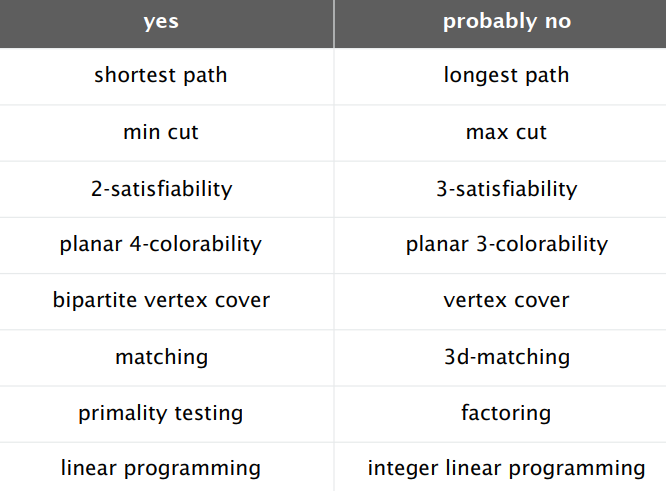 yes probably no
shortest path longest path
min cut max cut
2-satisfiability 3-satisfiability
planar 4-colorability planar 3-colorability
bipartite vertex cover vertex cover
matching 3d-matching
primality testing factoring
linear programming integer linear programming